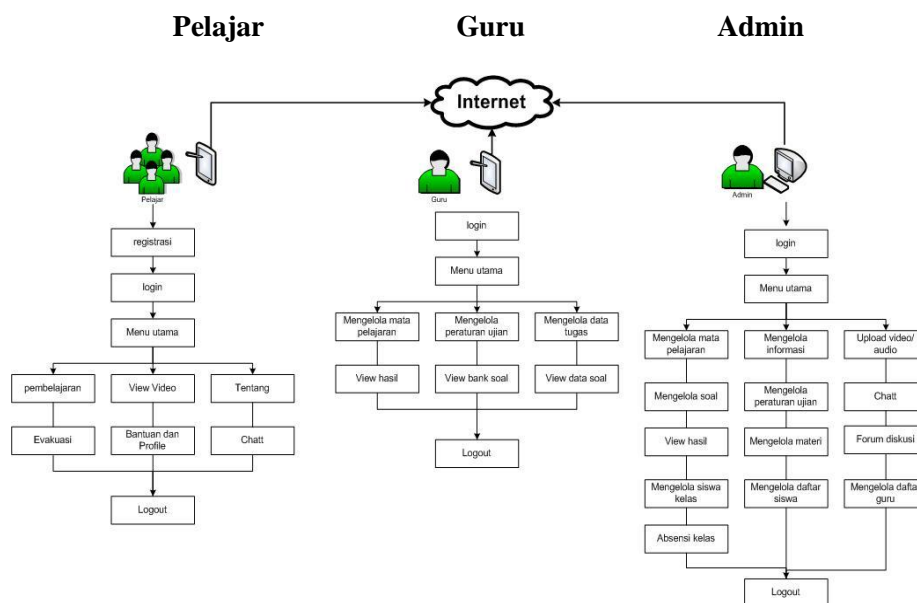 Pelajar
Guru
Admin
Internet
Pelajar
registrasi
login
Menu utama
pembelajaran
View Video
Tentang
Evakuasi
Bantuan dan
Profile
Chatt
Logout
Guru
login
Menu utama
Mengelola mata
pelajaran
Mengelola
peraturan ujian
Mengelola data
tugas
View hasil
View bank soal
View data soal
Logout
Admin
login
Menu utama
Mengelola mata
pelajaran
Mengelola
informasi
Upload video/
audio
Mengelola soal
Mengelola
peraturan ujian
Chatt
View hasil
Mengelola materi
Forum diskusi
Mengelola siswa
kelas
Mengelola daftar
siswa
Mengelola daftar
guru
Absensi kelas
Logout